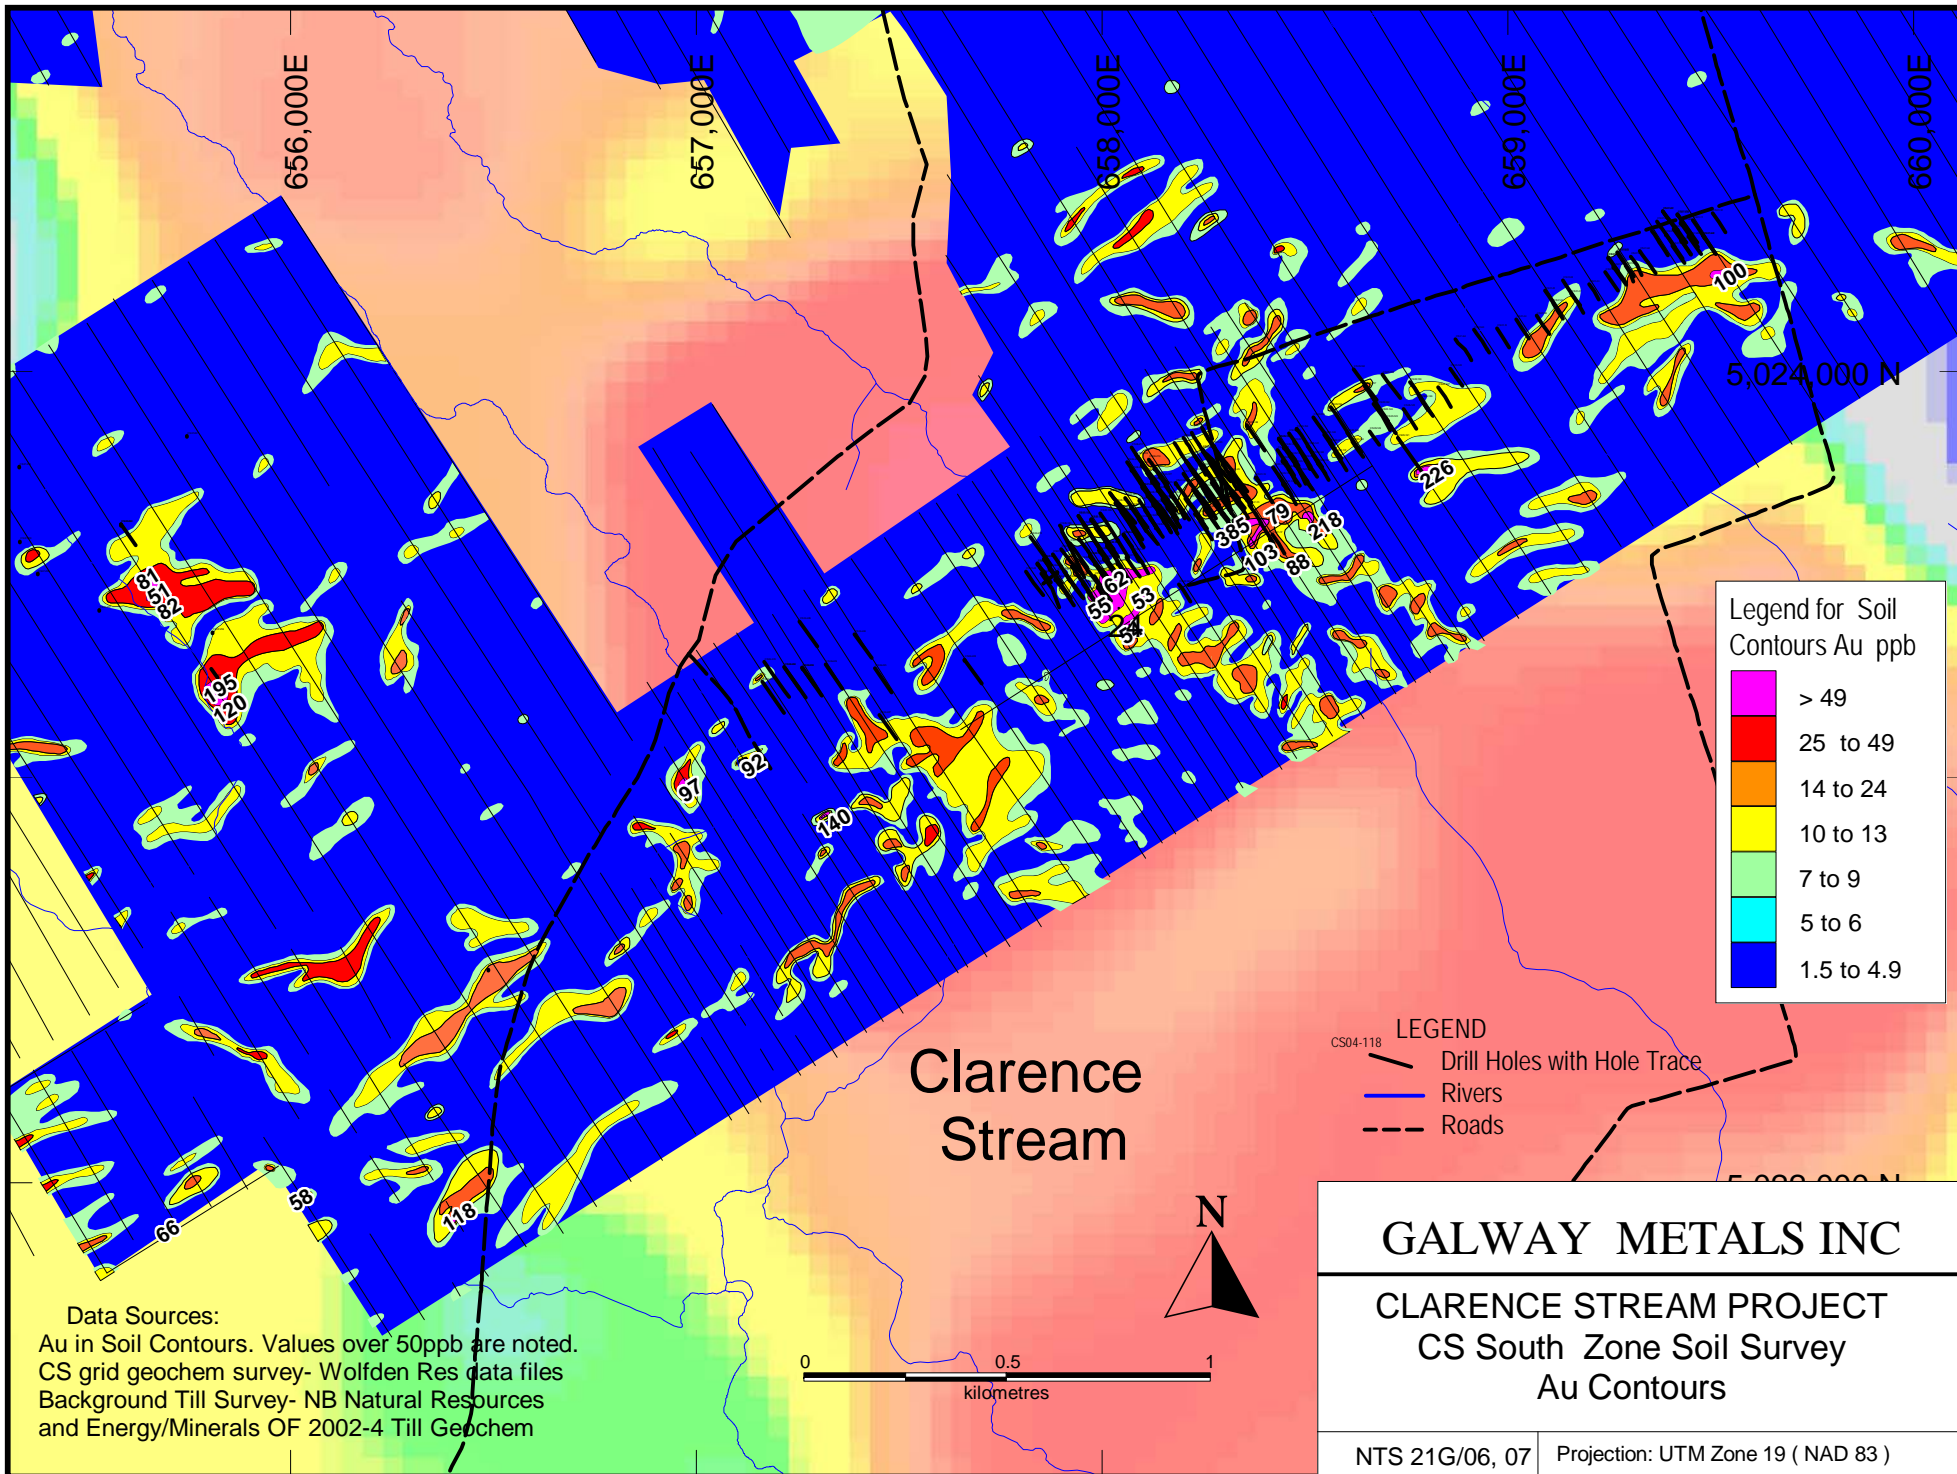 656,000E
657,000E
658,000E
659,000E
660,000E
100
5,024,000 N
226
385
79
218
103
88
62
55
53
24
81
51
82
195
120
97
92
140
118
58
66
Legend for Soil
Contours Au ppb
> 49
25 to 49
14 to 24
10 to 13
7 to 9
5 to 6
1.5 to 4.9
Clarence
Stream
LEGEND
CS04-118
Drill Holes with Hole Trace
Rivers
Roads
N
0 0.5 1
kilometres
Data Sources:
Au in Soil Contours. Values over 50ppb are noted.
CS grid geochem survey- Wolfden Res data files
Background Till Survey- NB Natural Resources
and Energy/Minerals OF 2002-4 Till Geochem
GALWAY METALS INC
CLARENCE STREAM PROJECT
CS South Zone Soil Survey
Au Contours
NTS 21G/06, 07
Projection: UTM Zone 19 ( NAD 83 )